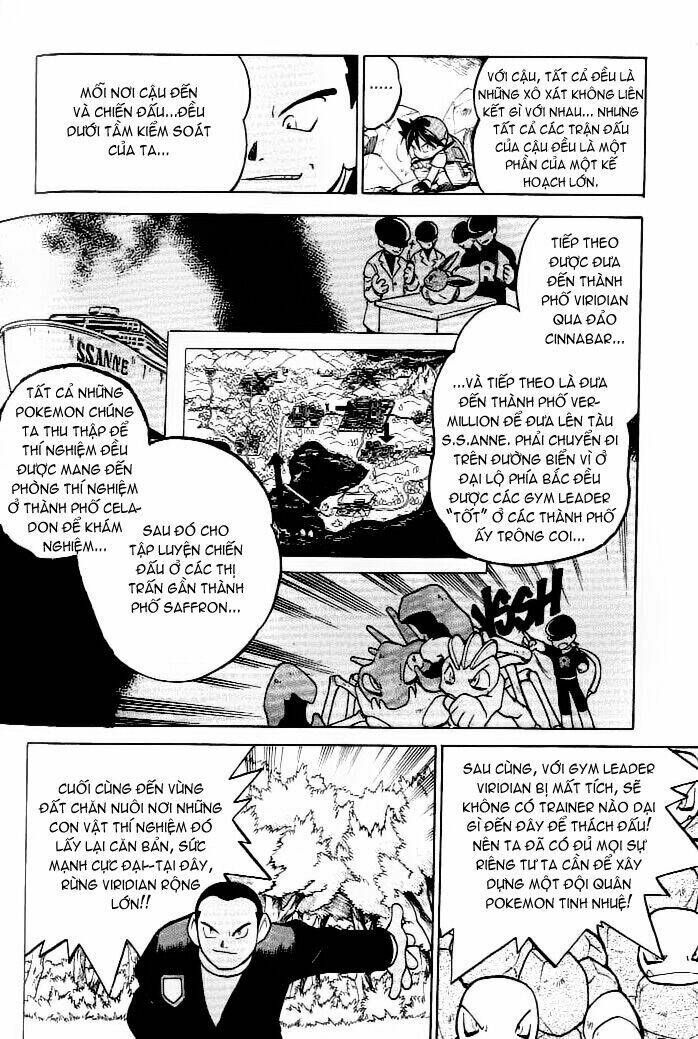 VỚI CẬU, TẤT CẢ ĐỀU LÀ
NHỮNG XÔ XÁT KHÔNG LIÊN
KẾT GÌ VỚI NHAU... NHƯNG
TẤT CẢ CÁC TRẬN ĐẤU
CỦA CẬU ĐỀU LÀ MỘT
PHẦN CỦA MỘT KẾ
HOẠCH LỚN.
......
MỖI NƠI CẬU ĐẾN
VÀ CHIẾN ĐẤU...ĐỀU
DƯỚI TẦM KIỂM SOÁT
CỦA TA...
TIẾP THEO
ĐƯỢC ĐƯA
ĐẾN THÀNH
PHỐ VIRIDIAN
QUA ĐẢO
CINNABAR...
...VÀ TIẾP THEO LÀ ĐƯA
ĐẾN THÀNH PHỐ VER-
MILLION ĐỂ ĐƯA LÊN TÀU
S.S.ANNE. PHẢI CHUYỂN ĐI
TRÊN ĐƯỜNG BIỂN VÌ Ở
ĐẠI LỘ PHÍA BẮC ĐỀU
ĐƯỢC CÁC GYM LEADER
"TỐT" Ở CÁC THÀNH PHỐ
ẤY TRÔNG COI...
R
SSANNE
TẤT CẢ NHỮNG
POKEMON CHÚNG
TA THU THẬP ĐỂ
THÍ NGHIỆM ĐỀU
ĐƯỢC MANG ĐẾN
PHÒNG THÍ NGHIỆM
Ở THÀNH PHỐ CELA-
DON ĐỂ KHÁM
NGHIỆM...
SAU ĐÓ CHO
TẬP LUYỆN CHIẾN
ĐẤU Ở CÁC THỊ
TRẤN GẦN THÀNH
PHỐ SAFFRON...
VSSH
R
SAU CÙNG, VỚI GYM LEADER
VIRIDIAN BỊ MẤT TÍCH, SẼ
KHÔNG CÓ TRAINER NÀO DẠI
GÌ ĐẾN ĐÂY ĐỂ THÁCH ĐẤU!
NÊN TA ĐÃ CÓ ĐỦ MỌI SỰ
RIÊNG TƯ TA CẦN ĐỂ XÂY
DỰNG MỘT ĐỘI QUÂN
POKEMON TINH NHUỆ!
CUỐI CÙNG ĐẾN VÙNG
ĐẤT CHĂN NUÔI NƠI NHỮNG
CON VẬT THÍ NGHIỆM ĐÓ
LẤY LẠI CĂN BẢN, SỨC
MẠNH CỰC ĐẠI-TẠI ĐÂY,
RỪNG VIRIDIAN RỘNG
LỚN!!